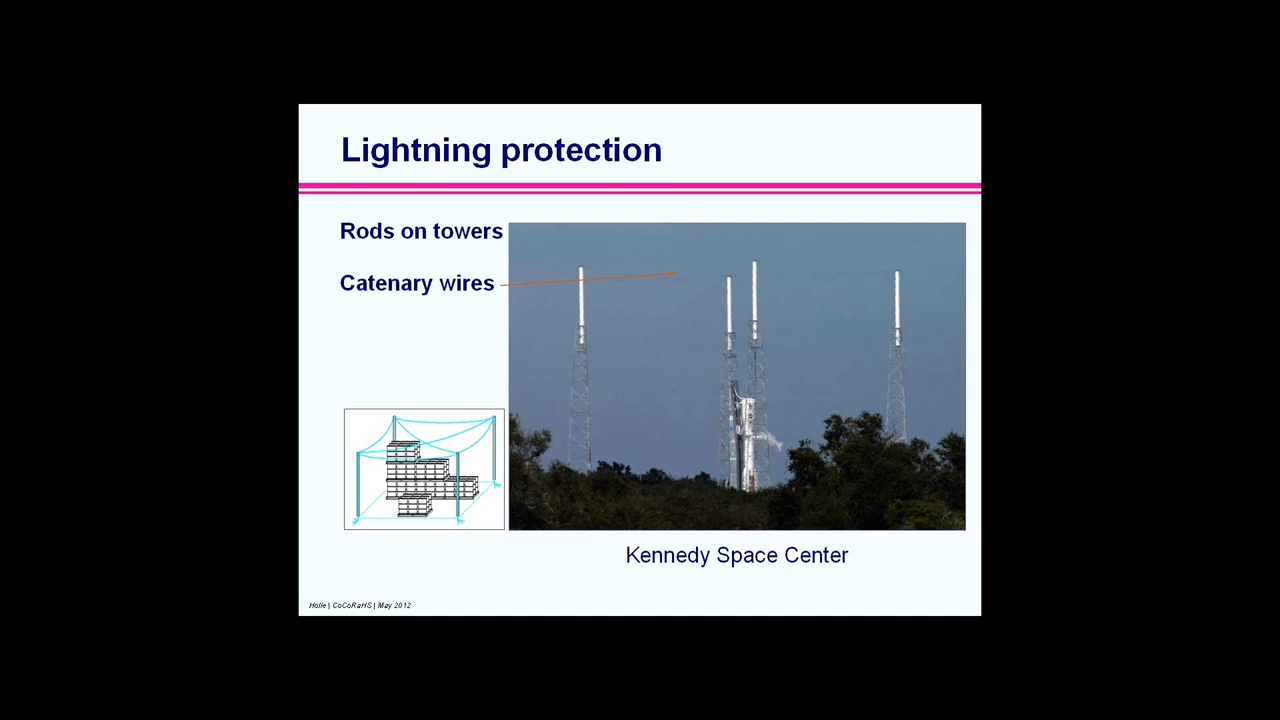 Lightning protection
Rods on towers
Catenary wires
Kennedy Space Center
Holle | CoCoRaHS | May 2012